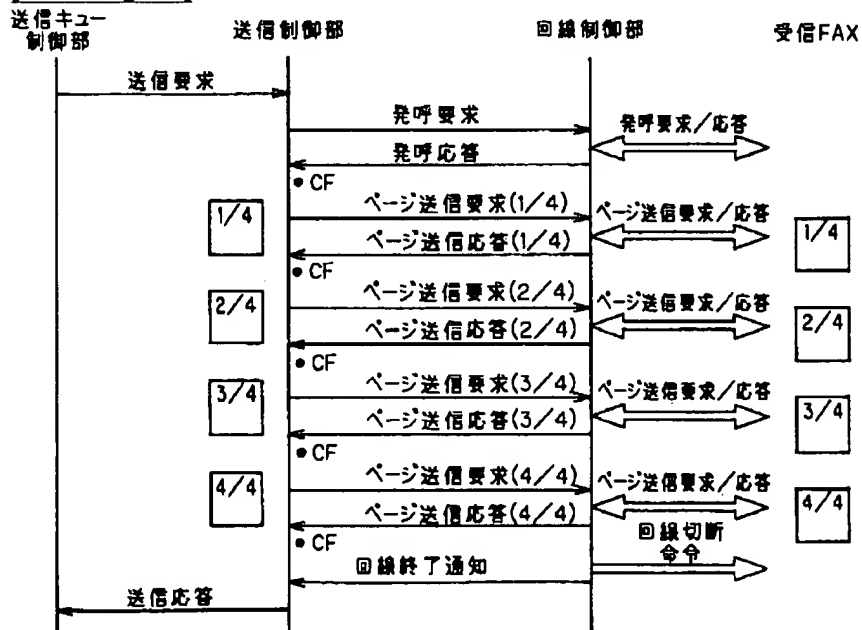 送信キュー
制御部
送信制御部
回線制御部
受信FAX
送信要求
発呼要求
発呼要求/応答
発呼応答
• CF
1/4
ページ送信要求(1/4)
ページ送信要求/応答
1/4
ページ送信応答(1/4)
• CF
2/4
ページ送信要求(2/4)
ページ送信要求/応答
2/4
ページ送信応答(2/4)
• CF
3/4
ページ送信要求(3/4)
ページ送信要求/応答
3/4
ページ送信応答(3/4)
• CF
4/4
ページ送信要求(4/4)
ページ送信要求/応答
4/4
ページ送信応答(4/4)
• CF
回線切断
命令
回線終了通知
送信応答